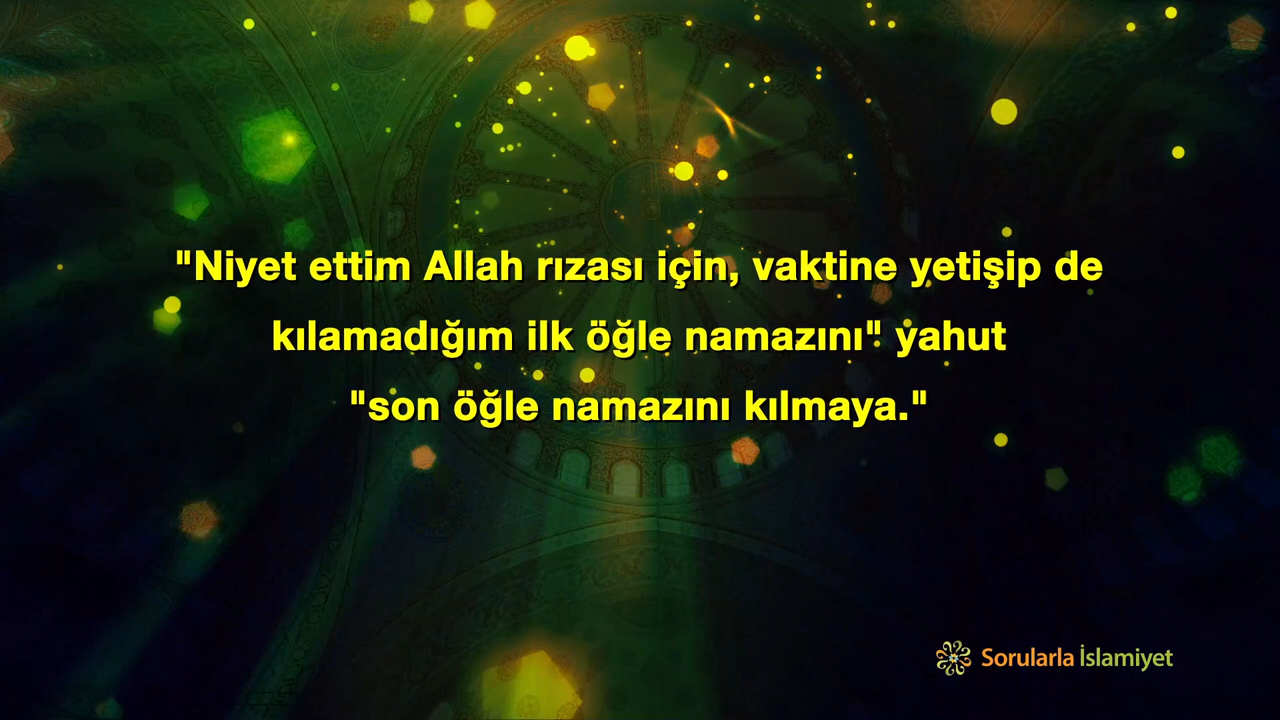 "Niyet ettim Allah rızası için, vaktine yetişip de
kılamadığım ilk öğle namazını" yahut
"son öğle namazını kılmaya."
Sorularla İslamiyet